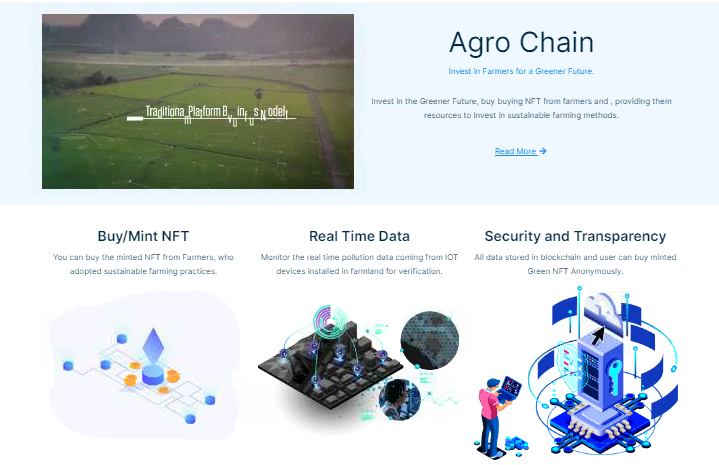 Agro Chain
Invest in Farmers for a Greener Future.
Invest in the Greener Future, buy buying NFT from farmers and , providing them
resources to Invest in sustainable farming methods.
Read More
Buy/Mint NFT
You can buy the minted NFT from Farmers, who
adopted sustainable farming practices.
Real Time Data
Monitor the real time pollution data coming from IOT
devices installed in farmland for verification.
Security and Transparency
All data stored in blockchain and user can buy minted
Green NFT Anonymously.